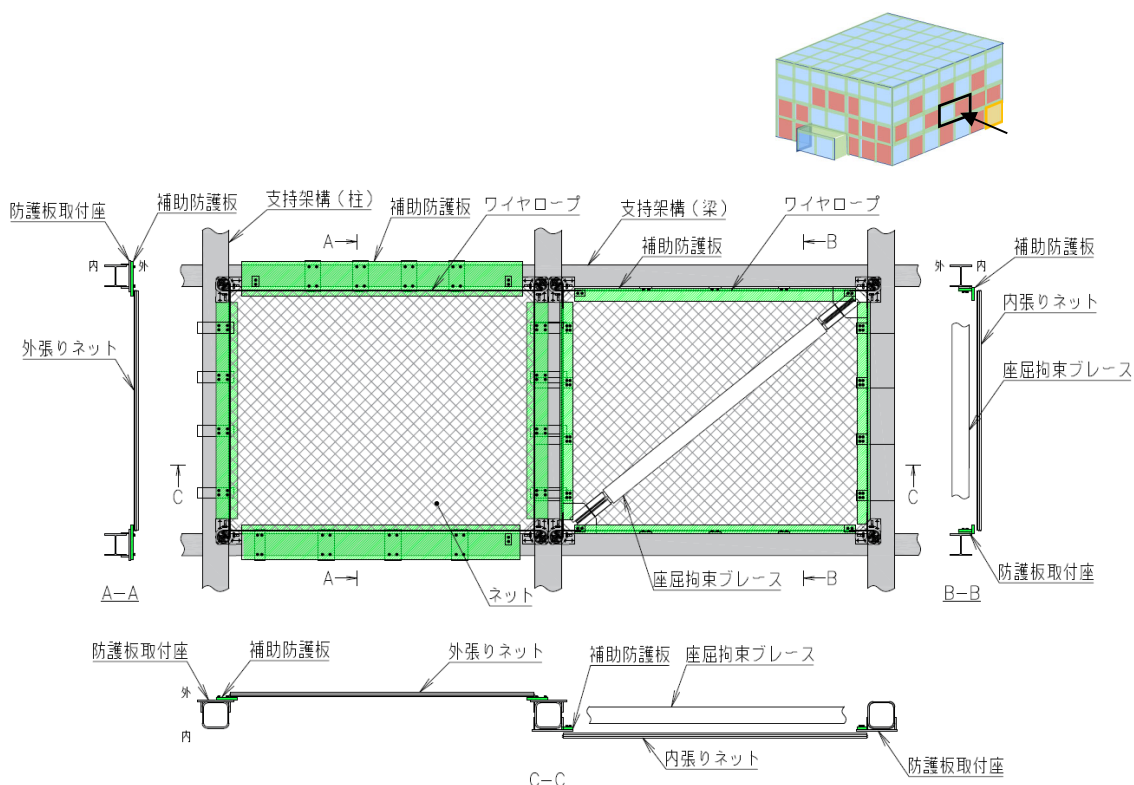 防護板取付座
補助防護板
支持架構(柱)
補助防護板
ワイヤロープ
支持架構(梁)
ワイヤロープ
補助防護板
補助防護板
A
B
内
外
外
内
内張りネット
外張りネット
座屈拘束ブレース
C
C
A
B
座屈拘束ブレース
ネット
防護板取付座
A-A
B-B
防護板取付座
補助防護板
外張りネット
補助防護板
座屈拘束ブレース
外
内
内張りネット
防護板取付座
C-C